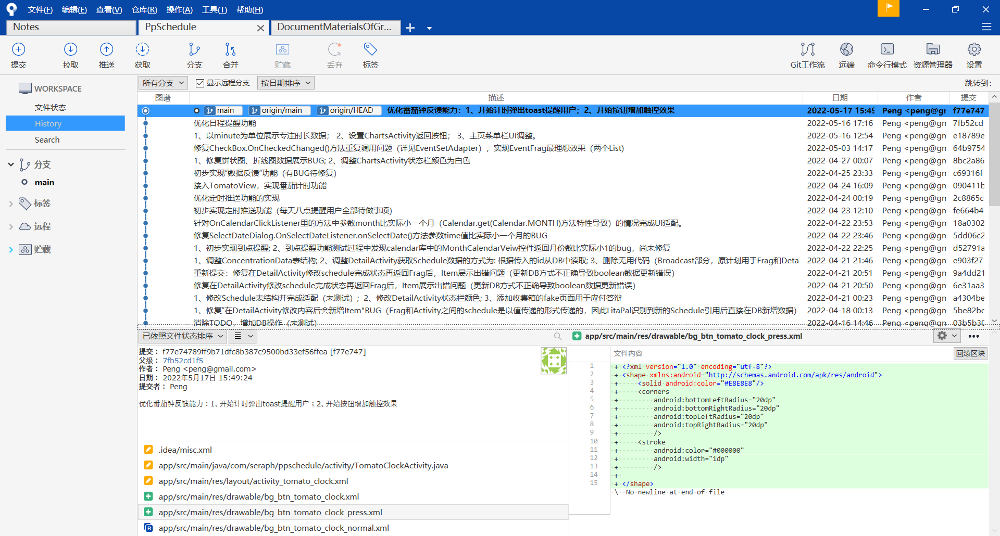 文件(F) 编辑(E) 查看(V) 仓库(R) 操作(A) 工具(T) 帮助(H)
Notes PpSchedule DocumentMaterialsOfGr...
提交 拉取 推送 获取 分支 合并 贮藏 丢弃 标签 Git工作流 远端 命令行模式 资源管理器 设置
WORKSPACE
文件状态
History
Search
分支
main
标签
远程
贮藏
所有分支 显示远程分支 按日期排序 跳转到:
图谱 描述 日期 作者 提交
main origin/main origin/HEAD 优化番茄钟反馈能力：1、开始计时弹出toast提醒用户；2、开始按钮增加触控效果 2022-05-17 15:49 Peng <peng@gr f77e747
优化日程提醒功能 2022-05-16 17:16 Peng <peng@gm 7fb52cd
1、以minute为单位展示专注时长数据； 2、设置ChartsActivity返回按钮； 3、主页菜单栏UI调整。 2022-05-16 12:54 Peng <peng@gm e18789e
修复CheckBox.OnCheckedChanged()方法重复调用问题（详见EventSetAdapter），实现EventFrag最理想效果（两个List) 2022-05-03 14:17 Peng <peng@gm 64b9754
1、修复饼状图、折线图数据展示BUG; 2、调整ChartsActivity状态栏颜色为白色 2022-04-27 00:07 Peng <peng@gm 8bc2a86
初步实现“数据反馈”功能（有BUG待修复） 2022-04-25 23:33 Peng <peng@gm c69316f
接入TomatoView，实现番茄计时功能 2022-04-24 16:09 Peng <peng@gm 090411b
优化定时推送功能的实现 2022-04-24 00:19 Peng <peng@gm 2c8865c
初步实现定时推送功能（每天八点提醒用户全部待做事项） 2022-04-23 12:10 Peng <peng@gm fe664b4
针对OnCalendarClickListener里的方法中参数month比实际小一个月（Calendar.get(Calendar.MONTH)方法特性导致）的情况完成UI适配。 2022-04-22 23:53 Peng <peng@gm 18a0302
修复SelectDateDialog.OnSelectDateListener.onSelectDate()方法参数time值比实际小一个月的BUG 2022-04-22 23:46 Peng <peng@gm 5dd06c2
1、初步实现到点提醒; 2、到点提醒功能测试过程中发现calendar库中的MonthCalendarVeiw控件返回月份数比实际小1的bug，尚未修复 2022-04-22 22:25 Peng <peng@gm d52791a
1、调整ConcentrationData表结构; 2、调整DetailActivity获取Schedule数据的方式为: 根据传入的id从DB中读取; 3、删除无用代码（Broadcast部分，原计划用于Frag和Deta 2022-04-21 21:46 Peng <peng@gm e903f27
重新提交：修复在DetailActivity修改schedule完成状态再返回Frag后，Item展示出错问题（更新DB方式不正确导致boolean数据更新错误） 2022-04-21 20:51 Peng <peng@gm 9a4dd21
修复在DetailActivity修改schedule完成状态再返回Frag后，Item展示出错问题（更新DB方式不正确导致boolean数据更新错误） 2022-04-21 20:50 Peng <peng@gm 6e31aa3
1、修改Schedule表结构并完成适配（未测试）; 2、修改DetailActivity状态栏颜色; 3、添加收集箱的fake页面用于应付答辩 2022-04-21 00:23 Peng <peng@gm a4304be
1、修复“在DetailActivity修改内容后会新增Item"BUG（Frag和Activity之间的schedule是以值传递的形式传递的，因此LitaPal识别到新的Schedule引用后直接在DB新增数据） 2022-04-18 00:13 Peng <peng@gm 5be82bc
消除TODO，增加DB操作（未测试） 2022-04-16 14:46 Peng <peng@gm 03b5b30
已依照文件状态排序
提交： f77e74789ff9b71dfc8b387c9500bd33ef56ffea [f77e747]
父级： 7fb52cd1f5
作者： Peng <peng@gmail.com>
日期： 2022年5月17日 15:49:24
提交者： Peng
优化番茄钟反馈能力：1、开始计时弹出toast提醒用户；2、开始按钮增加触控效果
.idea/misc.xml
app/src/main/java/com/seraph/ppschedule/activity/TomatoClockActivity.java
app/src/main/res/layout/activity_tomato_clock.xml
app/src/main/res/drawable/bg_btn_tomato_clock.xml
app/src/main/res/drawable/bg_btn_tomato_clock_press.xml
app/src/main/res/drawable/bg_btn_tomato_clock_normal.xml
app/src/main/res/drawable/bg_btn_tomato_clock_press.xml
文件内容 回滚区块
1 + <?xml version="1.0" encoding="utf-8"?>
2 + <shape xmlns:android="http://schemas.android.com/apk/res/android">
3 + <solid android:color="#E8E8E8"/>
4 + <corners
5 + android:bottomLeftRadius="20dp"
6 + android:bottomRightRadius="20dp"
7 + android:topLeftRadius="20dp"
8 + android:topRightRadius="20dp"
9 + />
10 + <stroke
11 + android:color="#000000"
12 + android:width="1dp"
13 + />
14 +
15 + </shape>
\ No newline at end of file